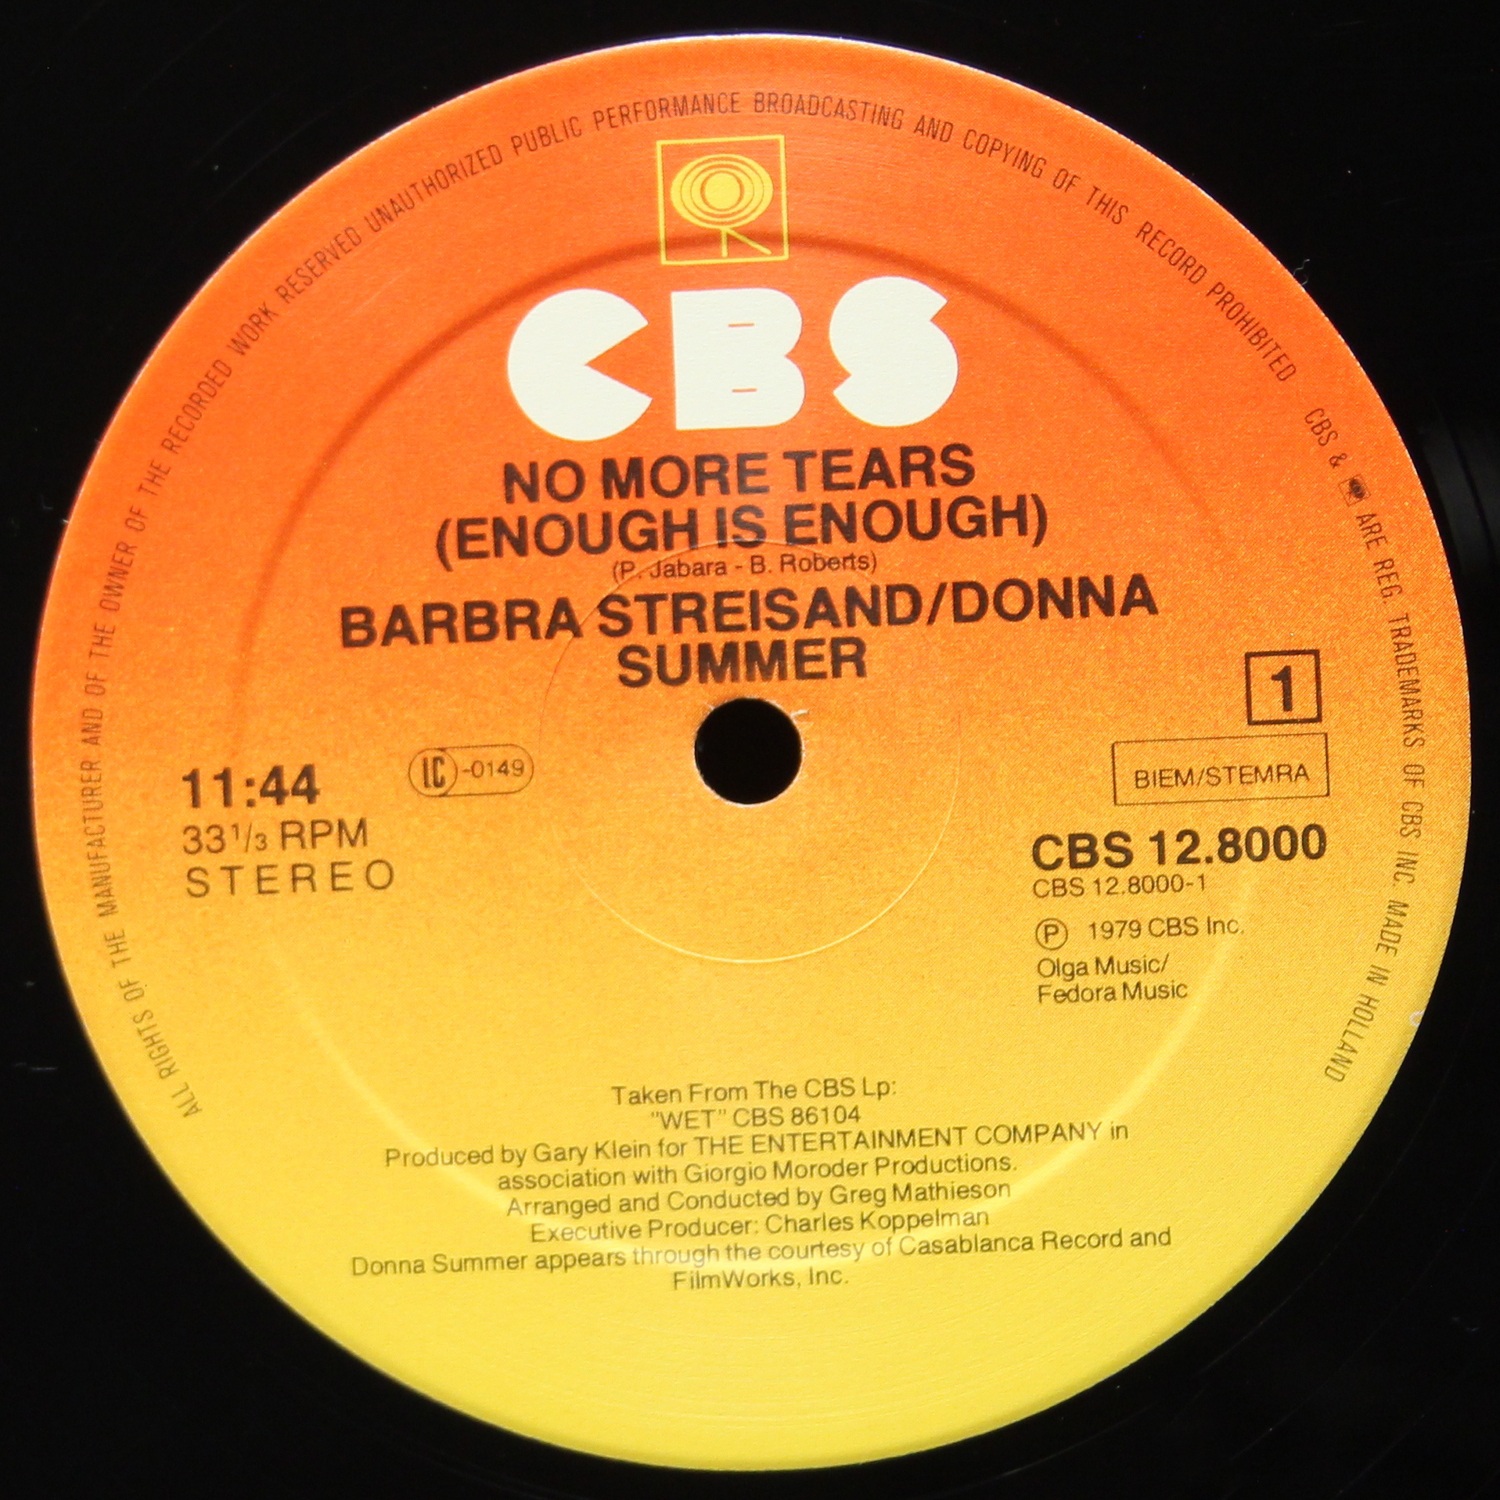 ALL RIGHTS OF THE MANUFACTURER AND OF THE OWNER OF THE RECORDED WORK RESERVED UNAUTHORIZED PUBLIC PERFORMANCE BROADCASTING AND COPYING OF THIS RECORD PROHIBITED CBS & ARE REG. TRADEMARKS OF CBS INC. MADE IN HOLLAND
CBS
NO MORE TEARS
(ENOUGH IS ENOUGH)
(P. Jabara - B. Roberts)
BARBRA STREISAND/DONNA
SUMMER
11:44
33 1/3 RPM
STEREO
LC-0149
1
BIEM/STEMRA
CBS 12.8000
CBS 12.8000-1
Ⓟ 1979 CBS Inc.
Olga Music/
Fedora Music
Taken From The CBS Lp:
"WET" CBS 86104
Produced by Gary Klein for THE ENTERTAINMENT COMPANY in
association with Giorgio Moroder Productions.
Arranged and Conducted by Greg Mathieson
Executive Producer: Charles Koppelman
Donna Summer appears through the courtesy of Casablanca Record and
FilmWorks, Inc.